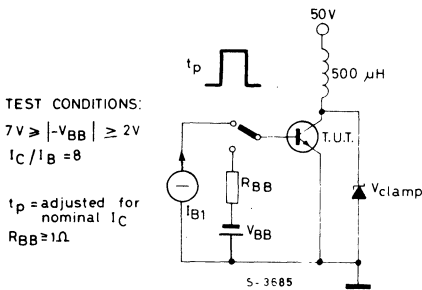 50V
tp
500 μH
TEST CONDITIONS:
7V ⩾ |-VBB| ≥ 2V
IC/IB=8
T.U.T.
tp=adjusted for
nominal IC
RBB≥1Ω
IB1
RBB
VBB
Vclamp
S-3685